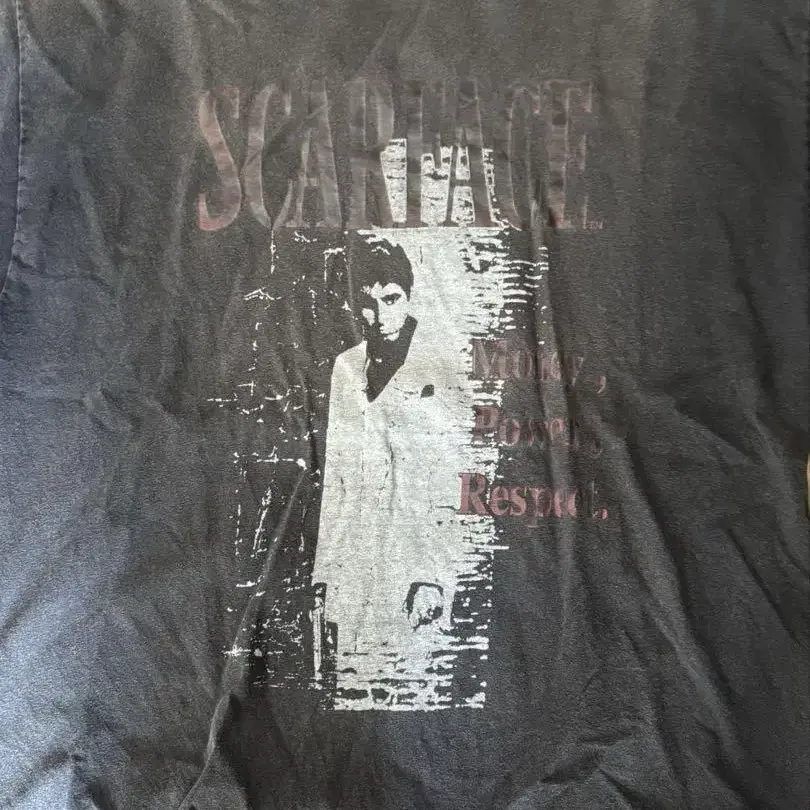 SCARFACE
Money,
Power,
Respect.